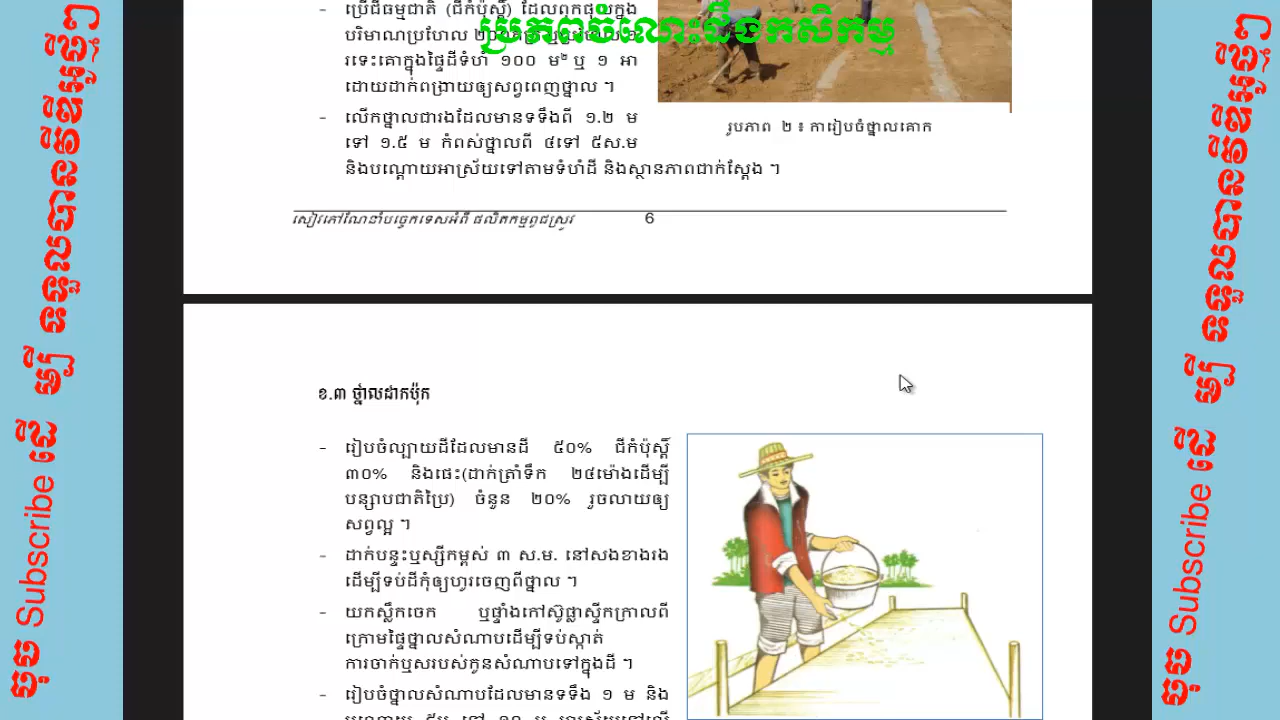 – ប្រើជីធម្មជាតិ (ជីកំប៉ុស្តិ៍) ដែលពុកផុយក្នុង
ប្រភពចំណេះដឹងកសិកម្ម
បរិមាណប្រហែល
រទេះគោក្នុងផ្ទៃដីទំហំ ១០០ ម² ឬ ១ អា
ដោយដាក់ពង្រាយឲ្យសព្វពេញថ្នាល ។
– លើកថ្នាលជារងដែលមានទទឹងពី ១.២ ម
ទៅ ១.៥ ម កំពស់ថ្នាលពី ៤ទៅ ៥ស.ម
និងបណ្តោយអាស្រ័យទៅតាមទំហំដី និងស្ថានភាពជាក់ស្តែង ។
រូបភាព ២ ៖ ការៀបចំថ្នាលគោក
សៀវភៅណែនាំបច្ចេកទេសអំពី ផលិតកម្មពូជស្រូវ 6
ខ.៣ ថ្នាលដាកប៉ុក
– រៀបចំល្បាយដីដែលមានដី ៥០% ជីកំប៉ុស្តិ៍
៣០% និងផេះ(ដាក់ត្រាំទឹក ២៤ម៉ោងដើម្បី
បន្សាបជាតិប្រៃ) ចំនួន ២០% រួចលាយឲ្យ
សព្វល្អ ។
– ដាក់បន្ទះឬស្សីកម្ពស់ ៣ ស.ម. នៅសងខាងរង
ដើម្បីទប់ដីកុំឲ្យហូរចេញពីថ្នាល ។
– យកស្លឹកចេក ឬផ្ទាំងកៅស៊ូផ្លាស្ទីកក្រាលពី
ក្រោមផ្ទៃថ្នាលសំណាបដើម្បីទប់ស្កាត់
ការចាក់ឬសរបស់កូនសំណាបទៅក្នុងដី ។
– រៀបចំថ្នាលសំណាបដែលមានទទឹង ១ ម និង
ចុច Subscribe ដើ
ចុច Subscribe ដើ